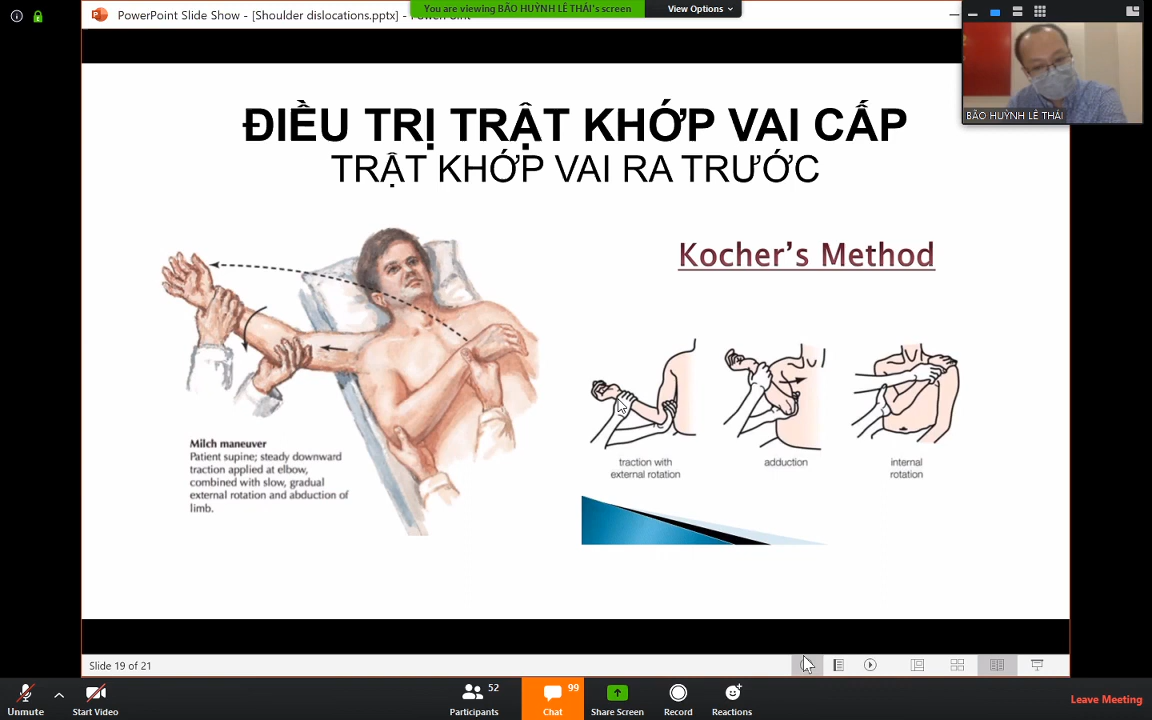 PowerPoint Slide Show - [Shoulder dislocations.pptx] -
You are viewing BẢO HUỲNH LÊ THÁI's screen
View Options
BẢO HUỲNH LÊ THÁI
ĐIỀU TRỊ TRẬT KHỚP VAI CẤP
TRẬT KHỚP VAI RA TRƯỚC
Kocher's Method
Milch maneuver
Patient supine; steady downward
traction applied at elbow,
combined with slow, gradual
external rotation and abduction of
limb.
traction with
external rotation
adduction
internal
rotation
Slide 19 of 21
Unmute
Start Video
52
Participants
99
Chat
Share Screen
Record
Reactions
Leave Meeting